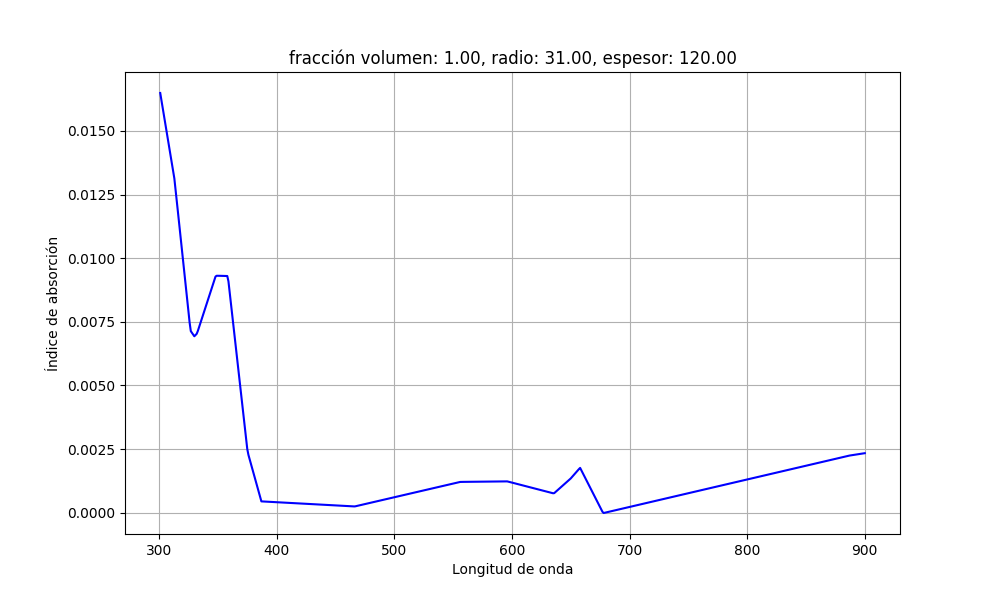 fracción volumen: 1.00, radio: 31.00, espesor: 120.00
Índice de absorción
0.0150
0.0125
0.0100
0.0075
0.0050
0.0025
0.0000
300 400 500 600 700 800 900
Longitud de onda